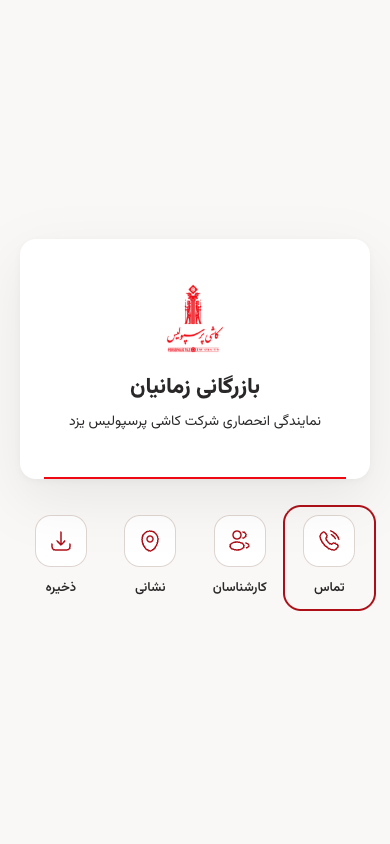 کاشی پرسپولیس
بازرگانی زمانیان
نمایندگی انحصاری شرکت کاشی پرسپولیس یزد
تماس
کارشناسان
نشانی
ذخیره